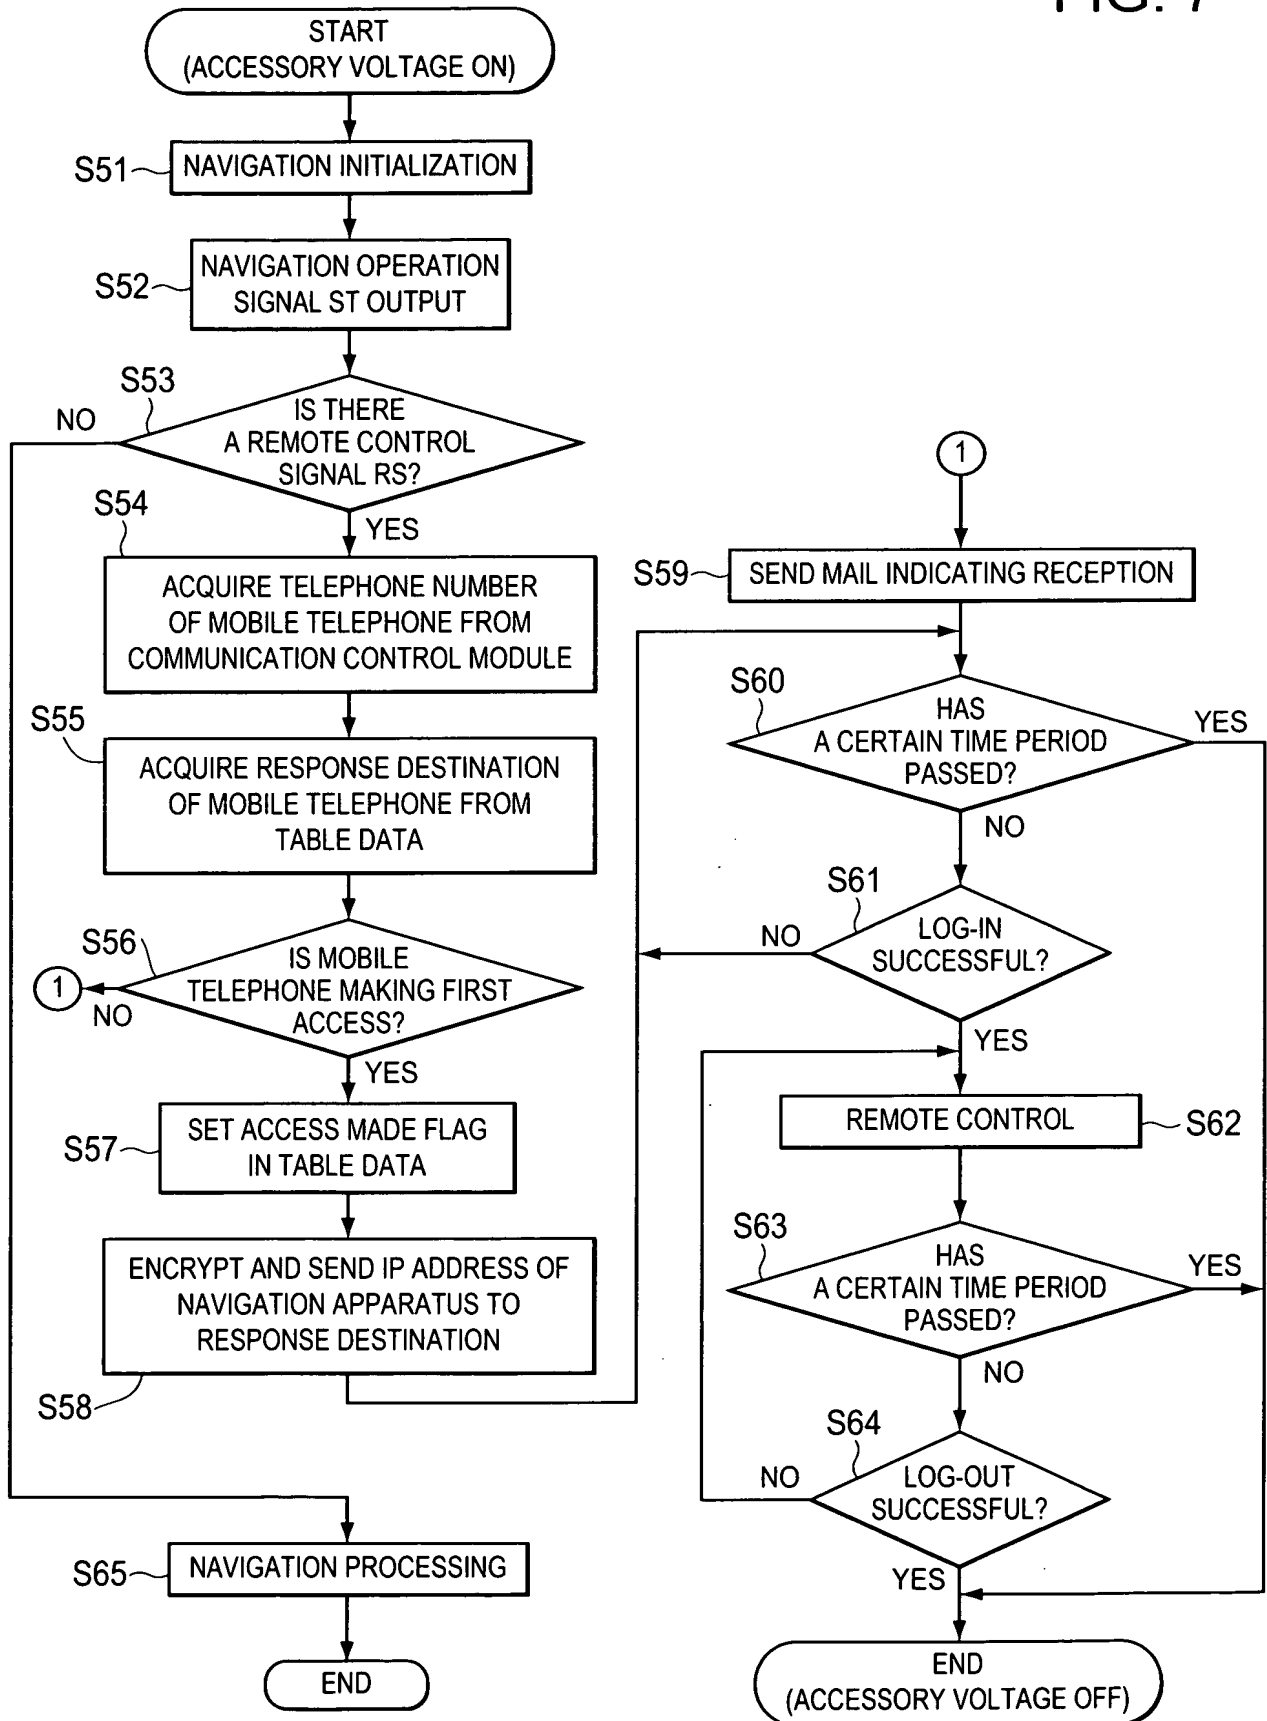 FIG. 7
START
(ACCESSORY VOLTAGE ON)
S51
NAVIGATION INITIALIZATION
S52
NAVIGATION OPERATION
SIGNAL ST OUTPUT
S53
NO
IS THERE
A REMOTE CONTROL
SIGNAL RS?
YES
S54
ACQUIRE TELEPHONE NUMBER
OF MOBILE TELEPHONE FROM
COMMUNICATION CONTROL MODULE
S55
ACQUIRE RESPONSE DESTINATION
OF MOBILE TELEPHONE FROM
TABLE DATA
S56
1
NO
IS MOBILE
TELEPHONE MAKING FIRST
ACCESS?
YES
S57
SET ACCESS MADE FLAG
IN TABLE DATA
ENCRYPT AND SEND IP ADDRESS OF
NAVIGATION APPARATUS TO
RESPONSE DESTINATION
S58
S65
NAVIGATION PROCESSING
END
1
S59
SEND MAIL INDICATING RECEPTION
S60
HAS
A CERTAIN TIME PERIOD
PASSED?
YES
NO
S61
NO
LOG-IN
SUCCESSFUL?
YES
REMOTE CONTROL
S62
S63
HAS
A CERTAIN TIME PERIOD
PASSED?
YES
NO
S64
NO
LOG-OUT
SUCCESSFUL?
YES
END
(ACCESSORY VOLTAGE OFF)